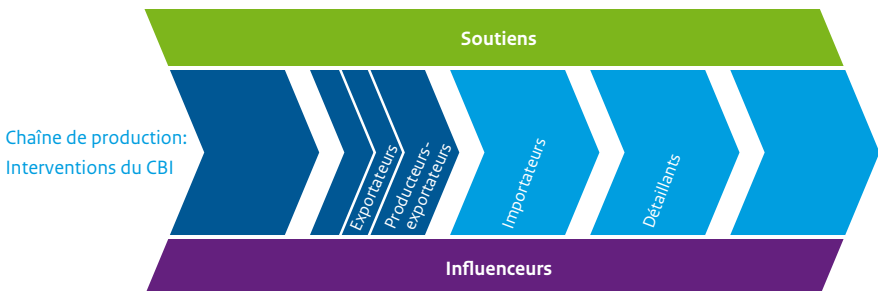 Soutiens
Chaîne de production:
Interventions du CBI
Exportateurs
Producteurs-
exportateurs
Importateurs
Détaillants
Influenceurs